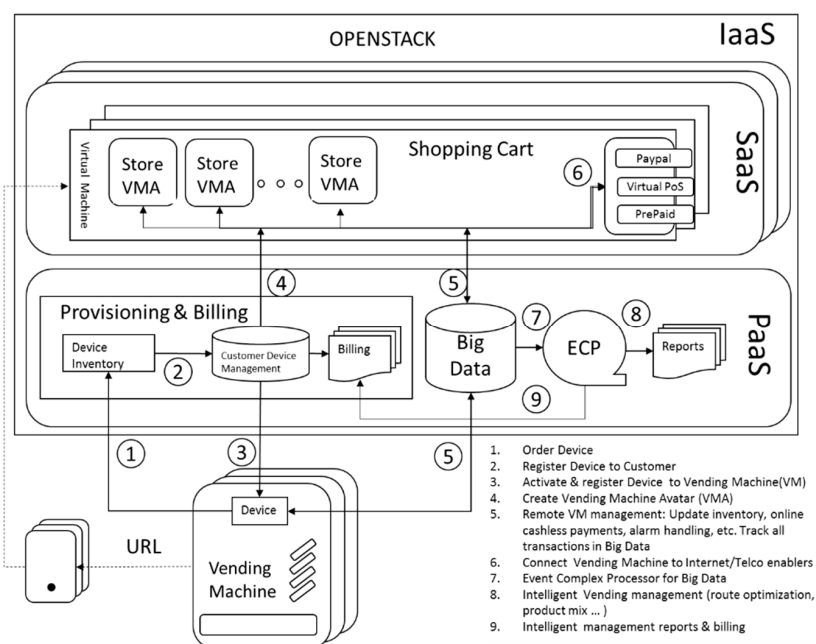 OPENSTACK
IaaS
SaaS
Virtual Machine
Store
VMA
Store
VMA
Store
VMA
Shopping Cart
6
Paypal
Virtual PoS
PrePaid
4
5
PaaS
Provisioning & Billing
Device
Inventory
2
Customer Device
Management
Billing
Big
Data
7
ECP
8
Reports
9
1
3
5
Device
Vending
Machine
URL
1. Order Device
2. Register Device to Customer
3. Activate & register Device to Vending Machine(VM)
4. Create Vending Machine Avatar (VMA)
5. Remote VM management: Update inventory, online
cashless payments, alarm handling, etc. Track all
transactions in Big Data
6. Connect Vending Machine to Internet/Telco enablers
7. Event Complex Processor for Big Data
8. Intelligent Vending management (route optimization,
product mix ... )
9. Intelligent management reports & billing